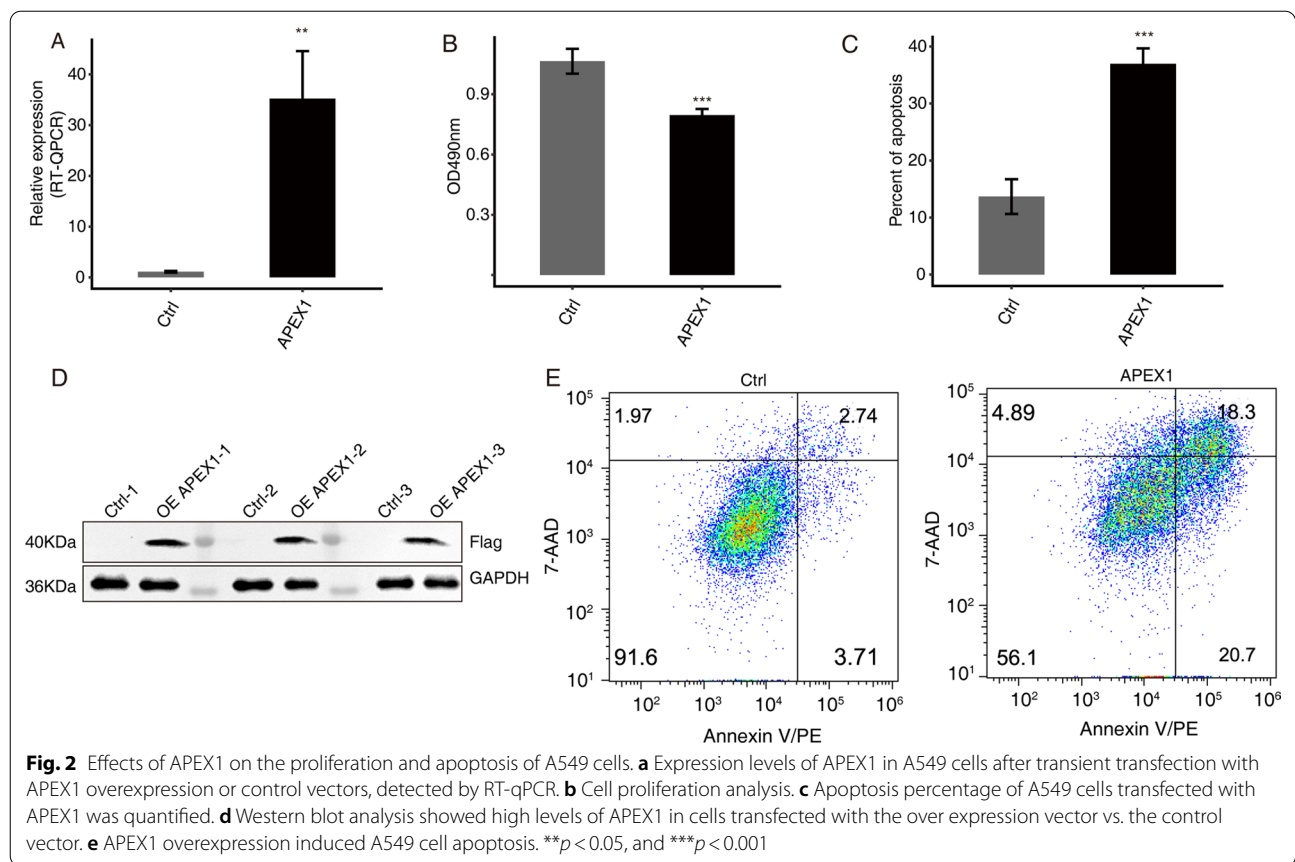 A
**
Relative expression
(RT-QPCR)
40
30
20
10
0
Ctrl
APEX1
B
***
OD490nm
0.9
0.6
0.3
Ctrl
APEX1
C
***
Percent of apoptosis
40
30
20
10
0
Ctrl
APEX1
D
Ctrl-1
OE APEX1-1
Ctrl-2
OE APEX1-2
Ctrl-3
OE APEX1-3
40KDa
Flag
36KDa
GAPDH
E
Ctrl
10^5
1.97
2.74
10^4
10^3
7-AAD
10^2
91.6
3.71
10^1
10^2 10^3 10^4 10^5 10^6
Annexin V/PE
APEX1
10^5
4.89
18.3
10^4
10^3
7-AAD
10^2
56.1
20.7
10^1
10^2 10^3 10^4 10^5 10^6
Annexin V/PE
Fig. 2 Effects of APEX1 on the proliferation and apoptosis of A549 cells. a Expression levels of APEX1 in A549 cells after transient transfection with
APEX1 overexpression or control vectors, detected by RT-qPCR. b Cell proliferation analysis. c Apoptosis percentage of A549 cells transfected with
APEX1 was quantified. d Western blot analysis showed high levels of APEX1 in cells transfected with the over expression vector vs. the control
vector. e APEX1 overexpression induced A549 cell apoptosis. **p < 0.05, and ***p < 0.001